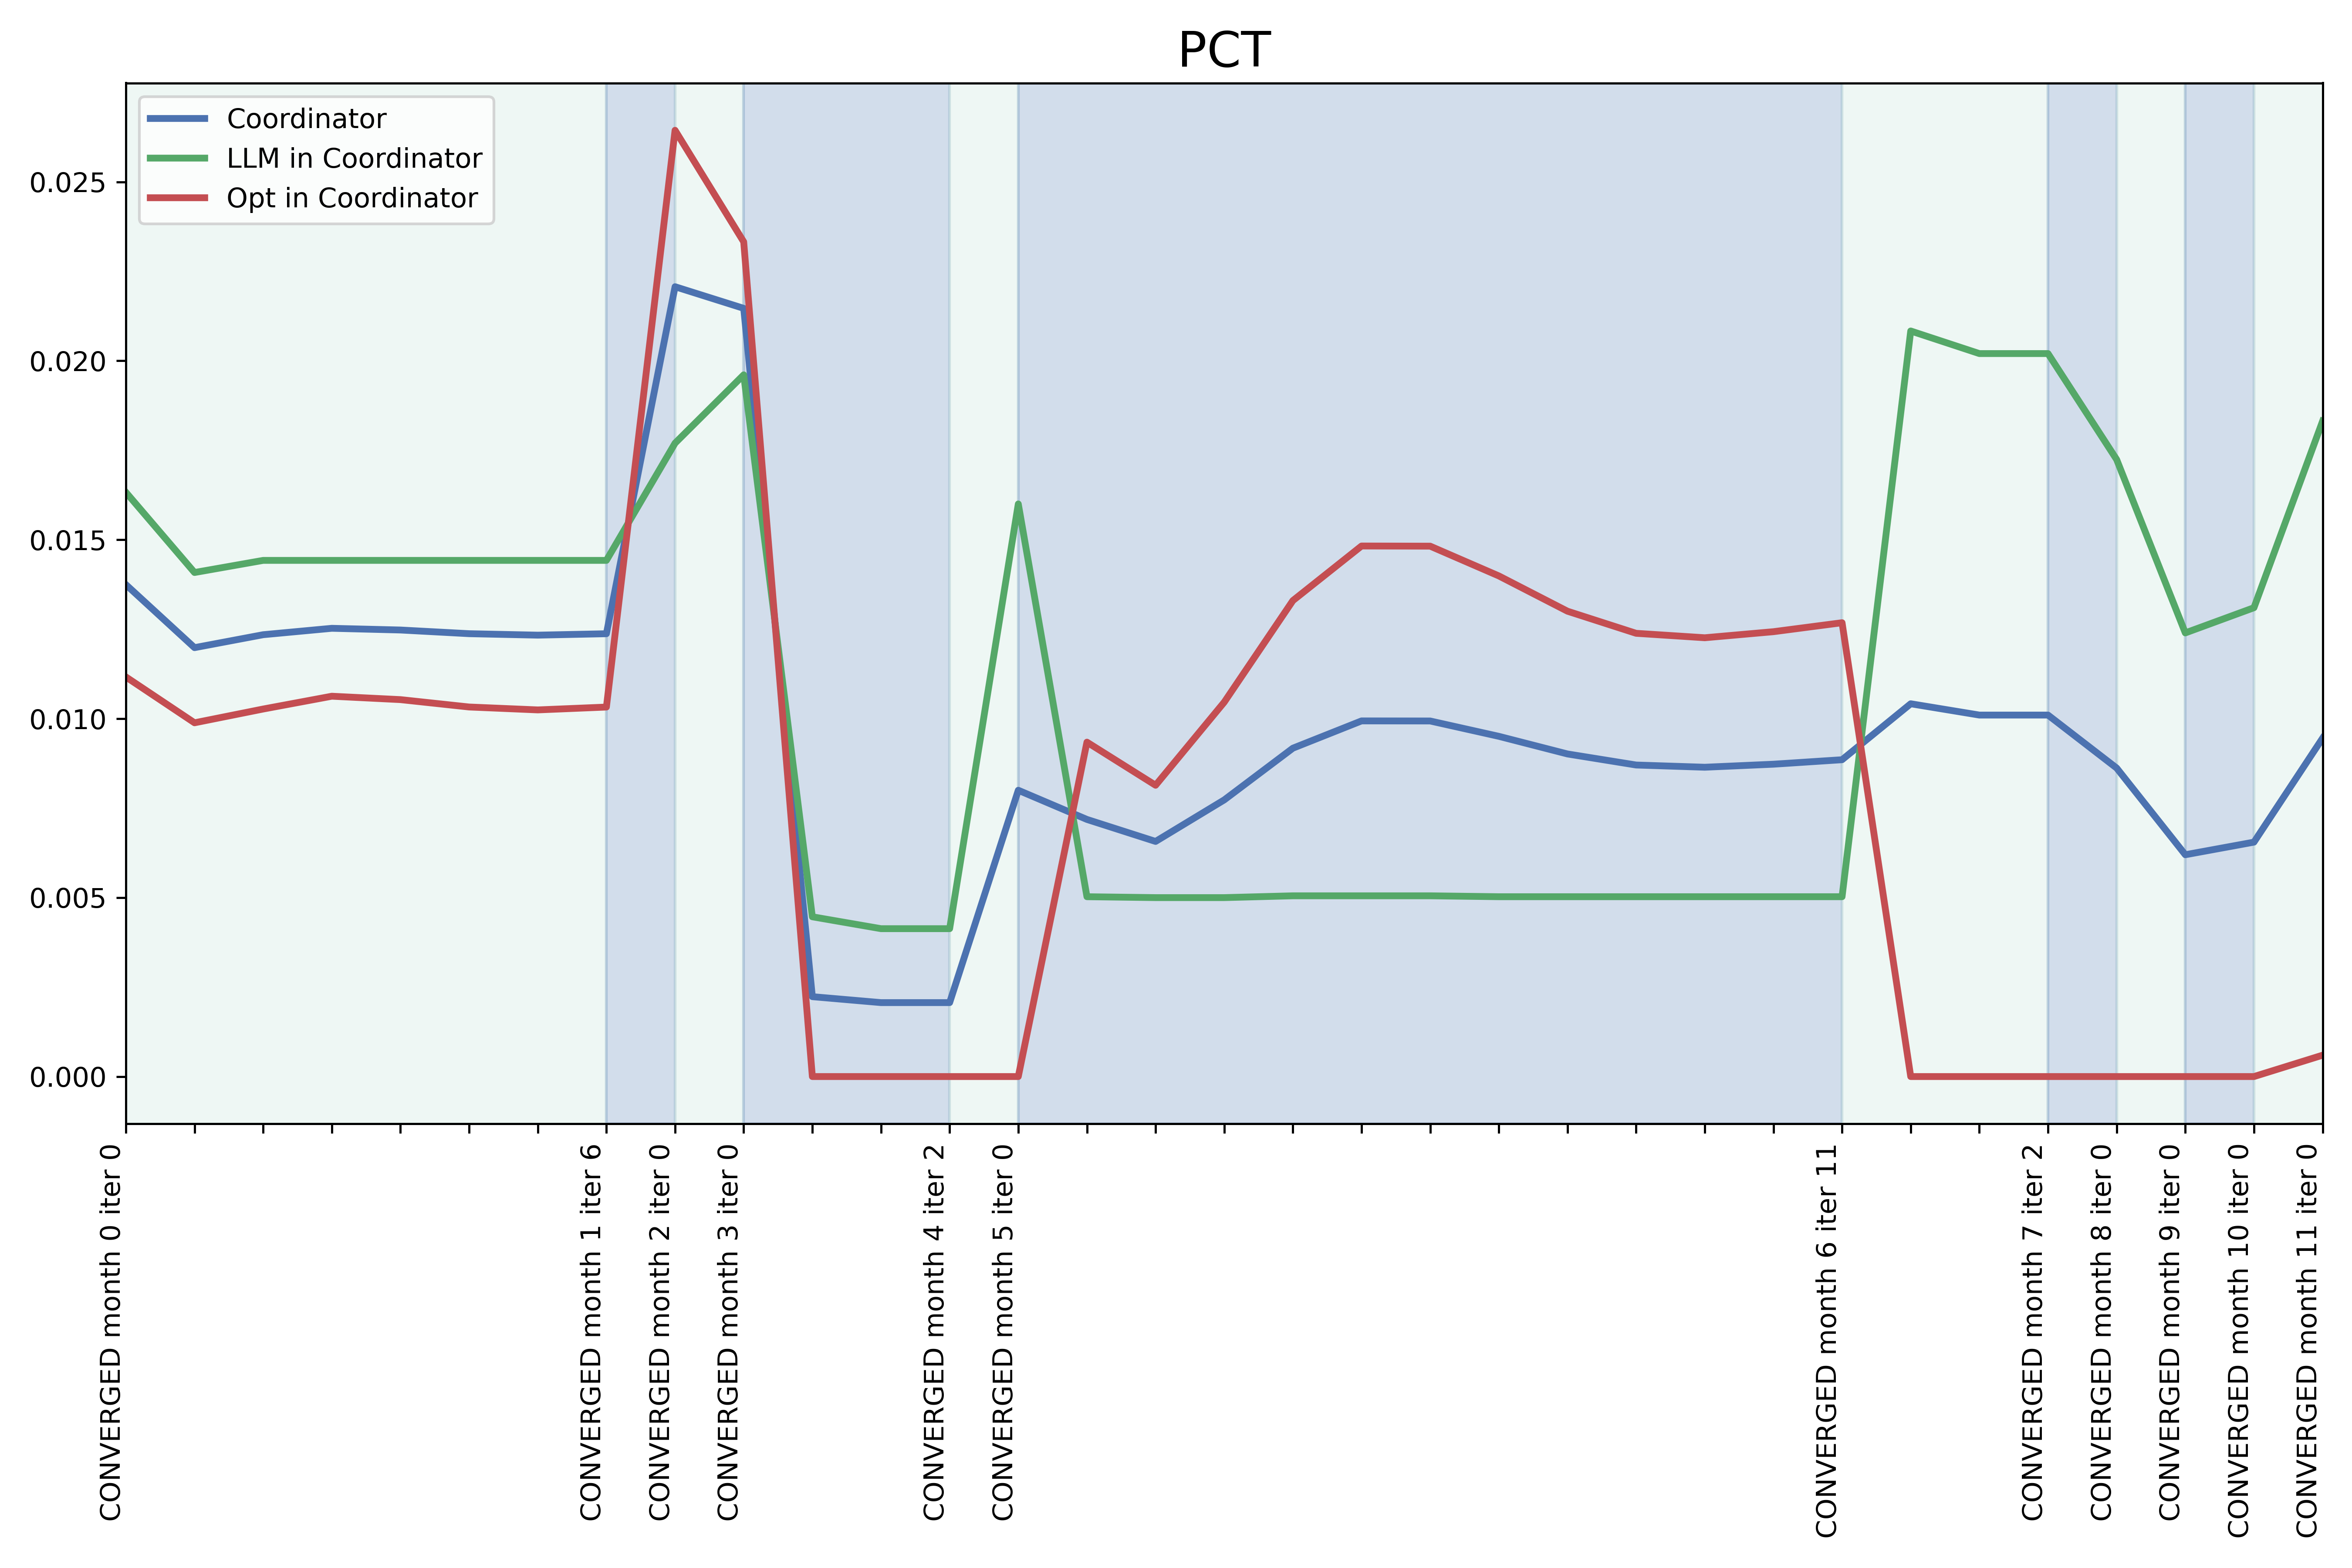 PCT
Coordinator
LLM in Coordinator
Opt in Coordinator
0.025
0.020
0.015
0.010
0.005
0.000
CONVERGED month 0 iter 0
CONVERGED month 1 iter 6
CONVERGED month 2 iter 0
CONVERGED month 3 iter 0
CONVERGED month 4 iter 2
CONVERGED month 5 iter 0
CONVERGED month 6 iter 11
CONVERGED month 7 iter 2
CONVERGED month 8 iter 0
CONVERGED month 9 iter 0
CONVERGED month 10 iter 0
CONVERGED month 11 iter 0